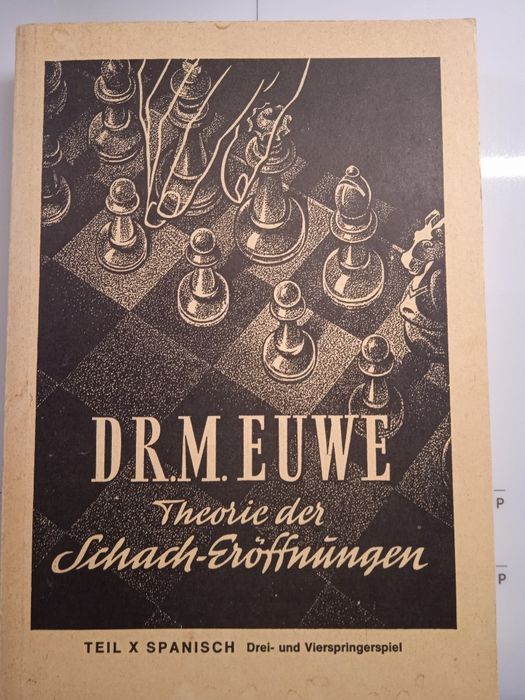 DR. M. EUWE
Theorie der
Schach-Eröffnungen
TEIL X SPANISCH Drei- und Vierspringerspiel
P
P